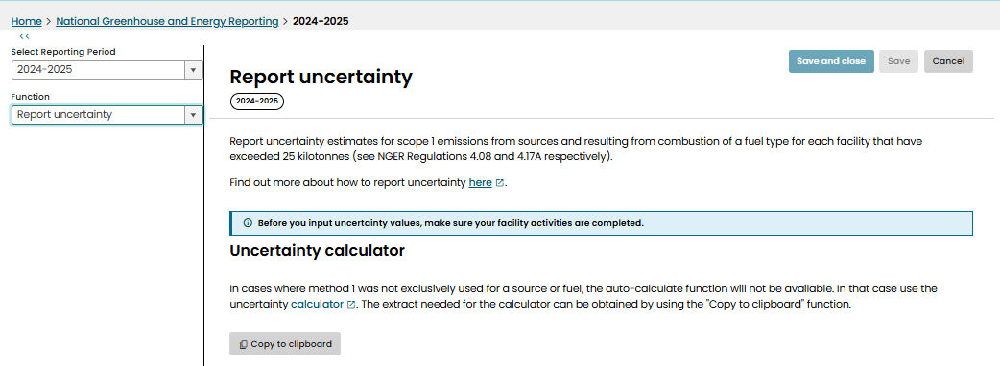 Home > National Greenhouse and Energy Reporting > 2024-2025
<<
Select Reporting Period
2024-2025
Function
Report uncertainty
Save and close
Save
Cancel
Report uncertainty
2024-2025
Report uncertainty estimates for scope 1 emissions from sources and resulting from combustion of a fuel type for each facility that have
exceeded 25 kilotonnes (see NGER Regulations 4.08 and 4.17A respectively).
Find out more about how to report uncertainty here.
Before you input uncertainty values, make sure your facility activities are completed.
Uncertainty calculator
In cases where method 1 was not exclusively used for a source or fuel, the auto-calculate function will not be available. In that case use the
uncertainty calculator. The extract needed for the calculator can be obtained by using the "Copy to clipboard" function.
Copy to clipboard